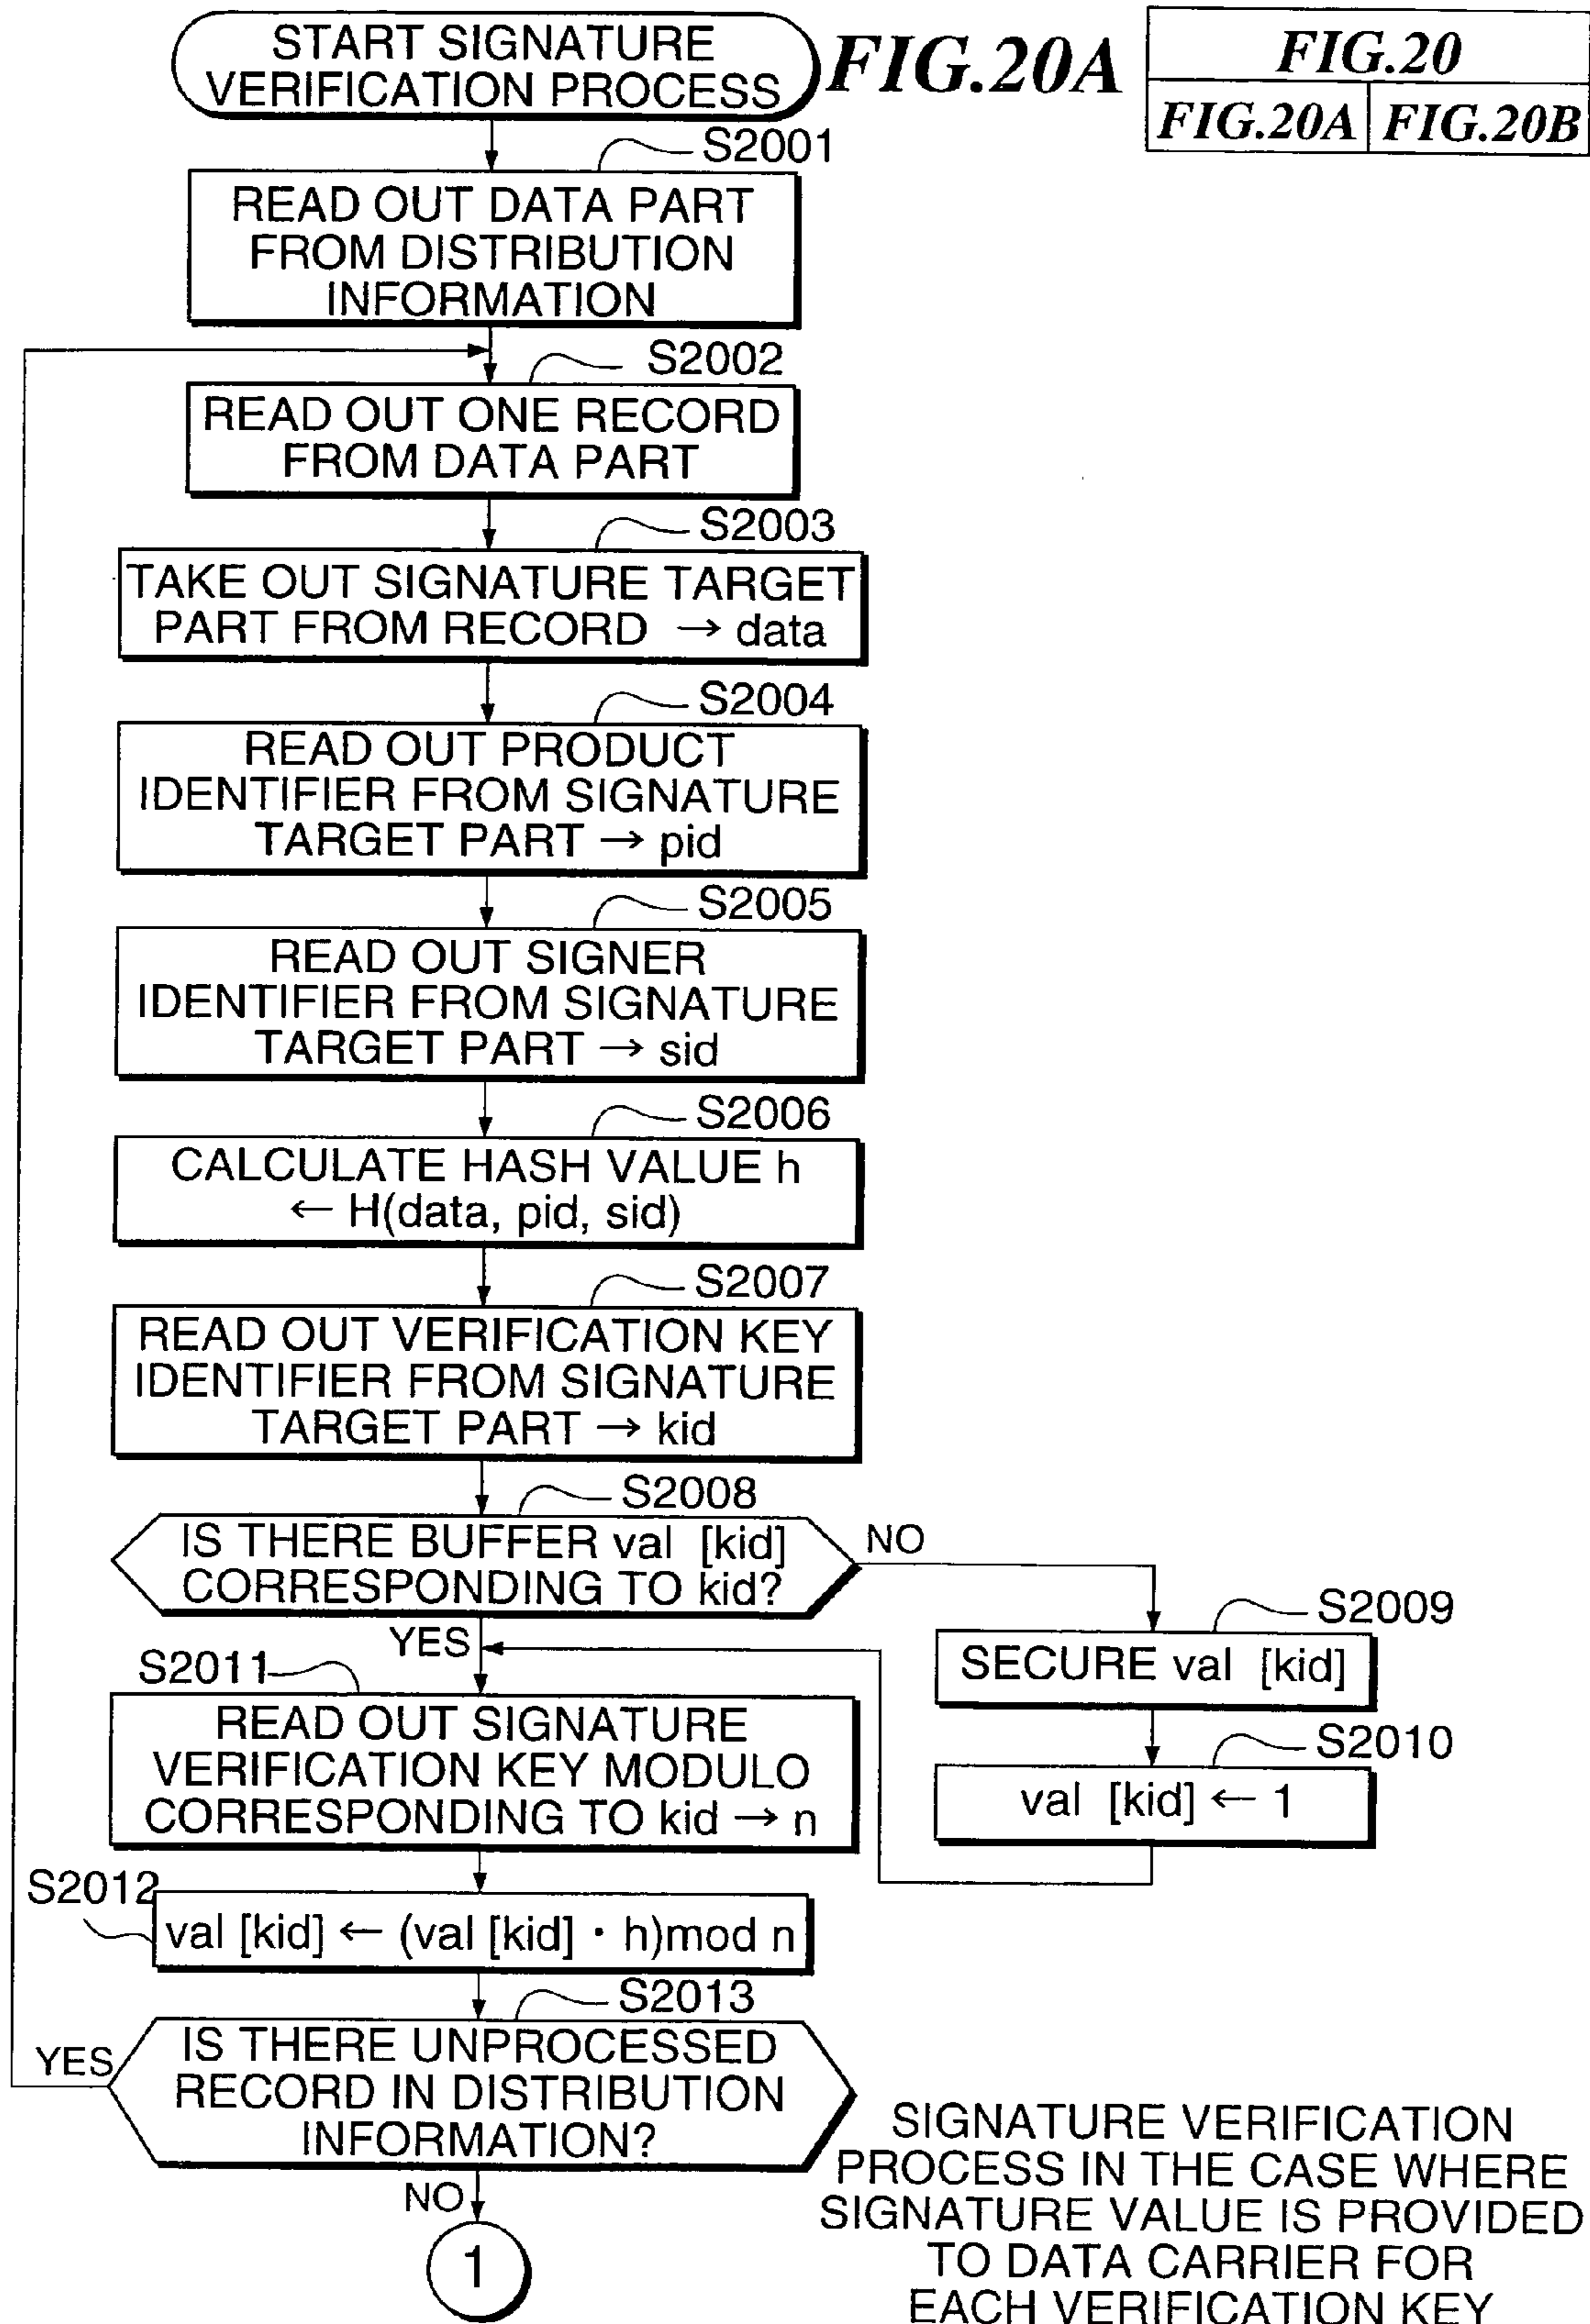 START SIGNATURE
VERIFICATION PROCESS
FIG.20A
FIG.20
FIG.20A FIG.20B
S2001
READ OUT DATA PART
FROM DISTRIBUTION
INFORMATION
S2002
READ OUT ONE RECORD
FROM DATA PART
S2003
TAKE OUT SIGNATURE TARGET
PART FROM RECORD → data
S2004
READ OUT PRODUCT
IDENTIFIER FROM SIGNATURE
TARGET PART → pid
S2005
READ OUT SIGNER
IDENTIFIER FROM SIGNATURE
TARGET PART → sid
S2006
CALCULATE HASH VALUE h
← H(data, pid, sid)
S2007
READ OUT VERIFICATION KEY
IDENTIFIER FROM SIGNATURE
TARGET PART → kid
S2008
IS THERE BUFFER val [kid]
CORRESPONDING TO kid?
NO
YES
S2009
SECURE val [kid]
S2010
val [kid] ← 1
S2011
READ OUT SIGNATURE
VERIFICATION KEY MODULO
CORRESPONDING TO kid → n
S2012
val [kid] ← (val [kid] · h)mod n
S2013
IS THERE UNPROCESSED
RECORD IN DISTRIBUTION
INFORMATION?
YES
NO
1
SIGNATURE VERIFICATION
PROCESS IN THE CASE WHERE
SIGNATURE VALUE IS PROVIDED
TO DATA CARRIER FOR
EACH VERIFICATION KEY